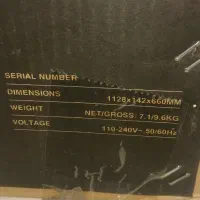 SERIAL NUMBER
DIMENSIONS 1128x142x660MM
WEIGHT NET/GROSS: 7.1/9.6KG
VOLTAGE 110-240V~ 50/60Hz